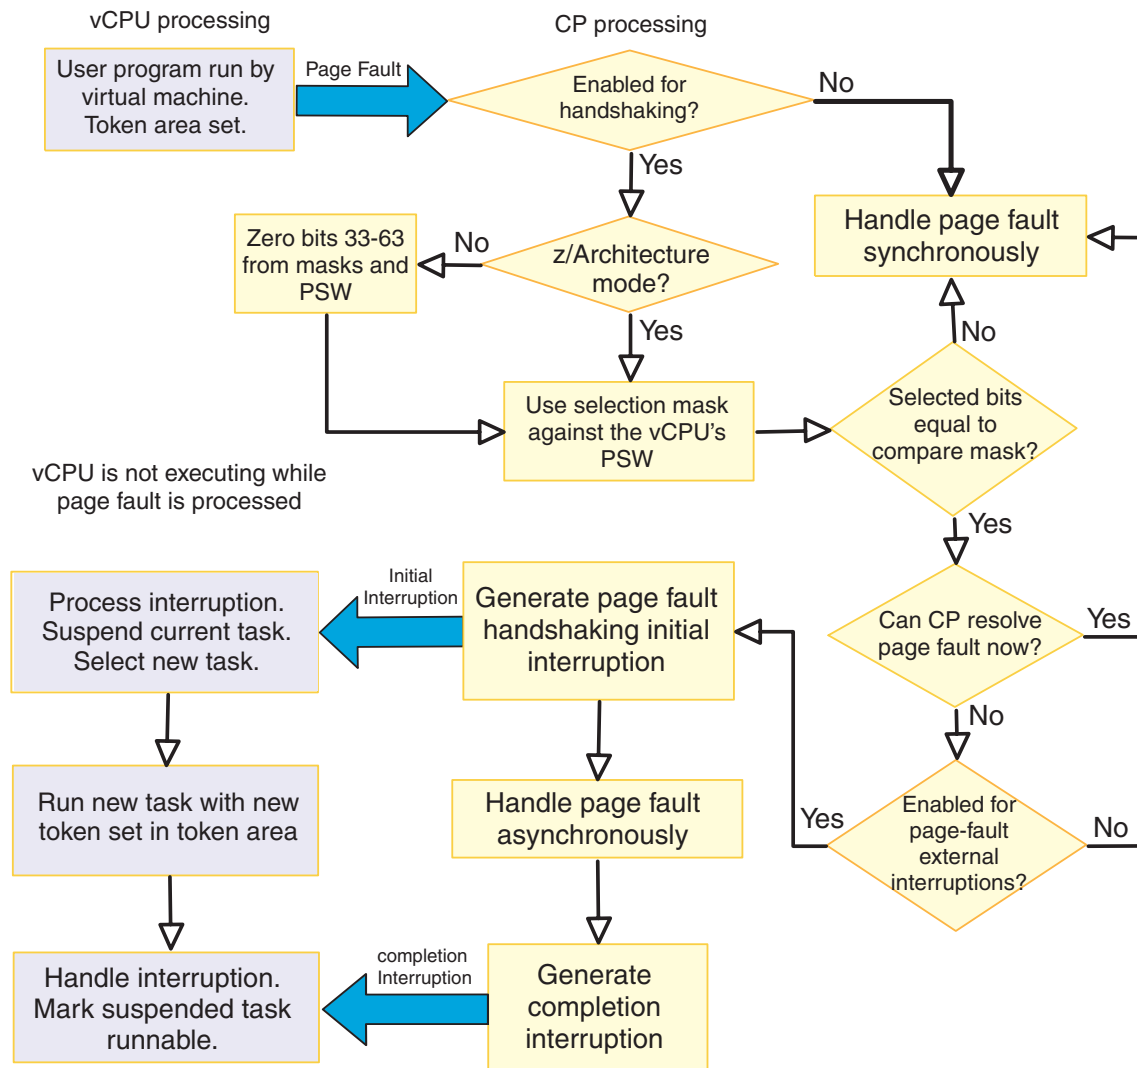 vCPU processing
CP processing
User program run by
virtual machine.
Token area set.
Page Fault
Enabled for
handshaking?
No
Yes
Handle page fault
synchronously
Zero bits 33-63
from masks and
PSW
No
z/Architecture
mode?
Yes
No
Use selection mask
against the vCPU's
PSW
Selected bits
equal to
compare mask?
vCPU is not executing while
page fault is processed
Yes
Process interruption.
Suspend current task.
Select new task.
Initial
Interruption
Generate page fault
handshaking initial
interruption
Can CP resolve
page fault now?
Yes
No
Run new task with new
token set in token area
Handle page fault
asynchronously
Yes
Enabled for
page-fault
external
interruptions?
No
Handle interruption.
Mark suspended task
runnable.
completion
Interruption
Generate
completion
interruption